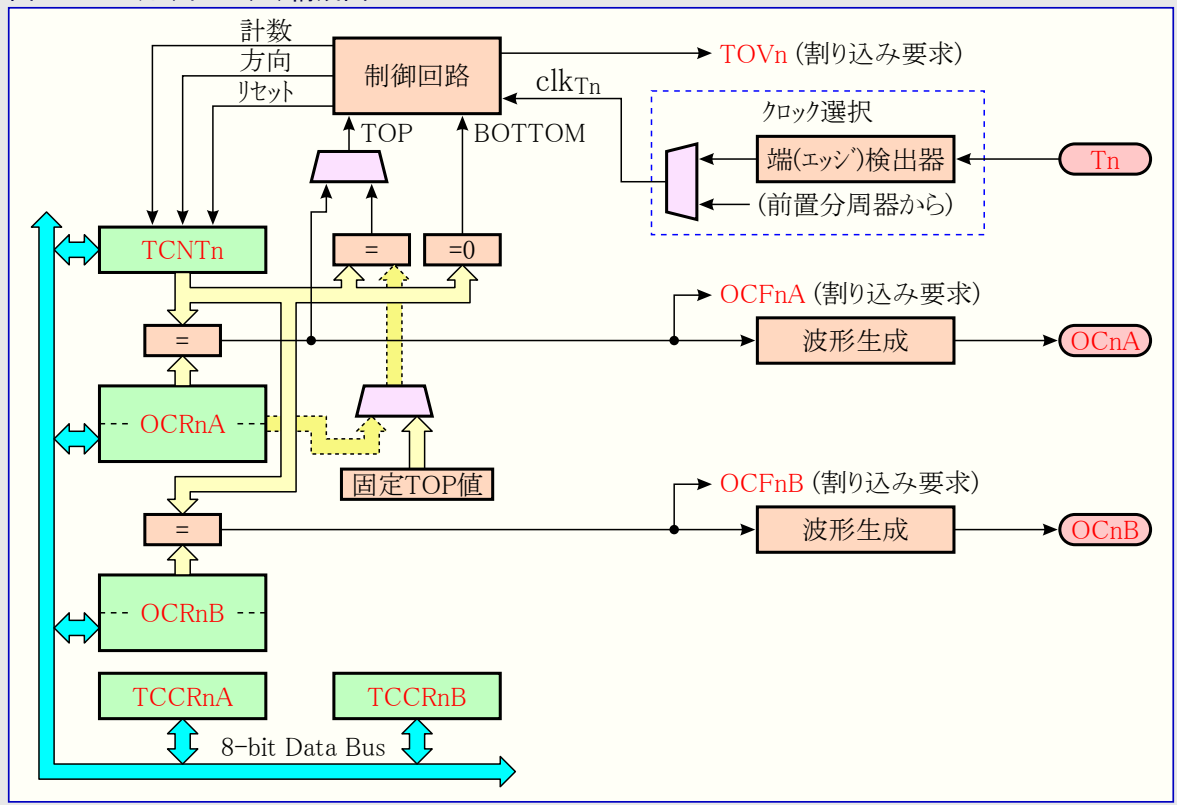 計数
方向
リセット
制御回路
TOVn (割り込み要求)
clkTn
クロック選択
TOP
BOTTOM
端(エッジ)検出器
Tn
(前置分周器から)
TCNTn
=
=0
OCFnA (割り込み要求)
=
波形生成
OCnA
OCRnA
固定TOP値
OCFnB (割り込み要求)
=
波形生成
OCnB
OCRnB
TCCRnA
TCCRnB
8-bit Data Bus